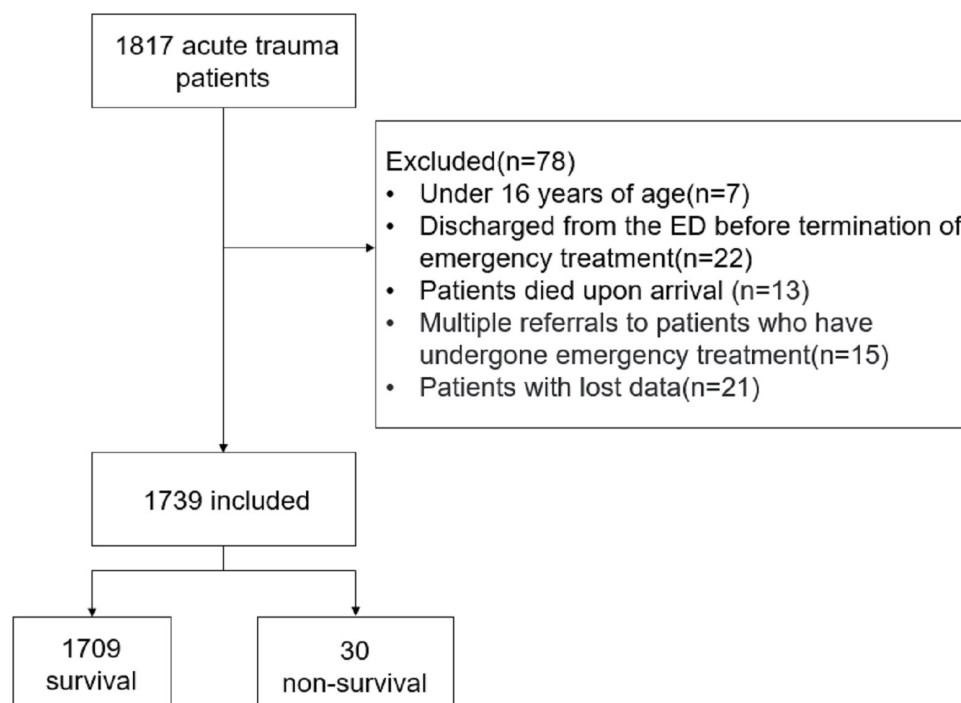 1817 acute trauma
patients
Excluded(n=78)
• Under 16 years of age(n=7)
• Discharged from the ED before termination of
emergency treatment(n=22)
• Patients died upon arrival (n=13)
• Multiple referrals to patients who have
undergone emergency treatment(n=15)
• Patients with lost data(n=21)
1739 included
1709
survival
30
non-survival